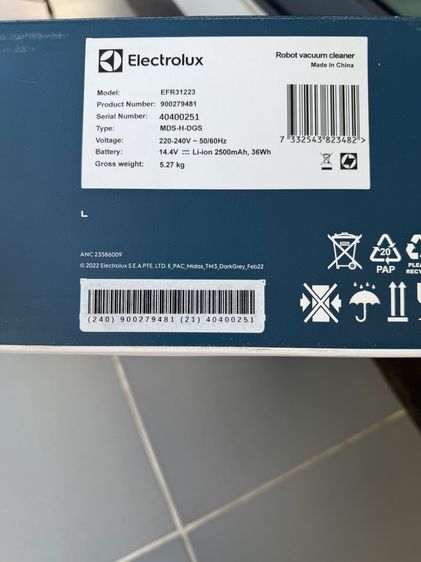 Electrolux
Robot vacuum cleaner
Made in China
Model: EFR31223
Product Number: 900279481
Serial Number: 40400251
Type: MDS-H-DGS
Voltage: 220-240V ~ 50/60Hz
Battery: 14.4V ⎓ Li-ion 2500mAh, 36Wh
Gross weight: 5.27 kg
7 332543 823482 >
L
ANC 23586009
© 2022 Electrolux S.E.A PTE. LTD. E_PAC_Midas_TM3_DarkGrey_Feb22
(240) 900279481 (21) 40400251
20
PAP